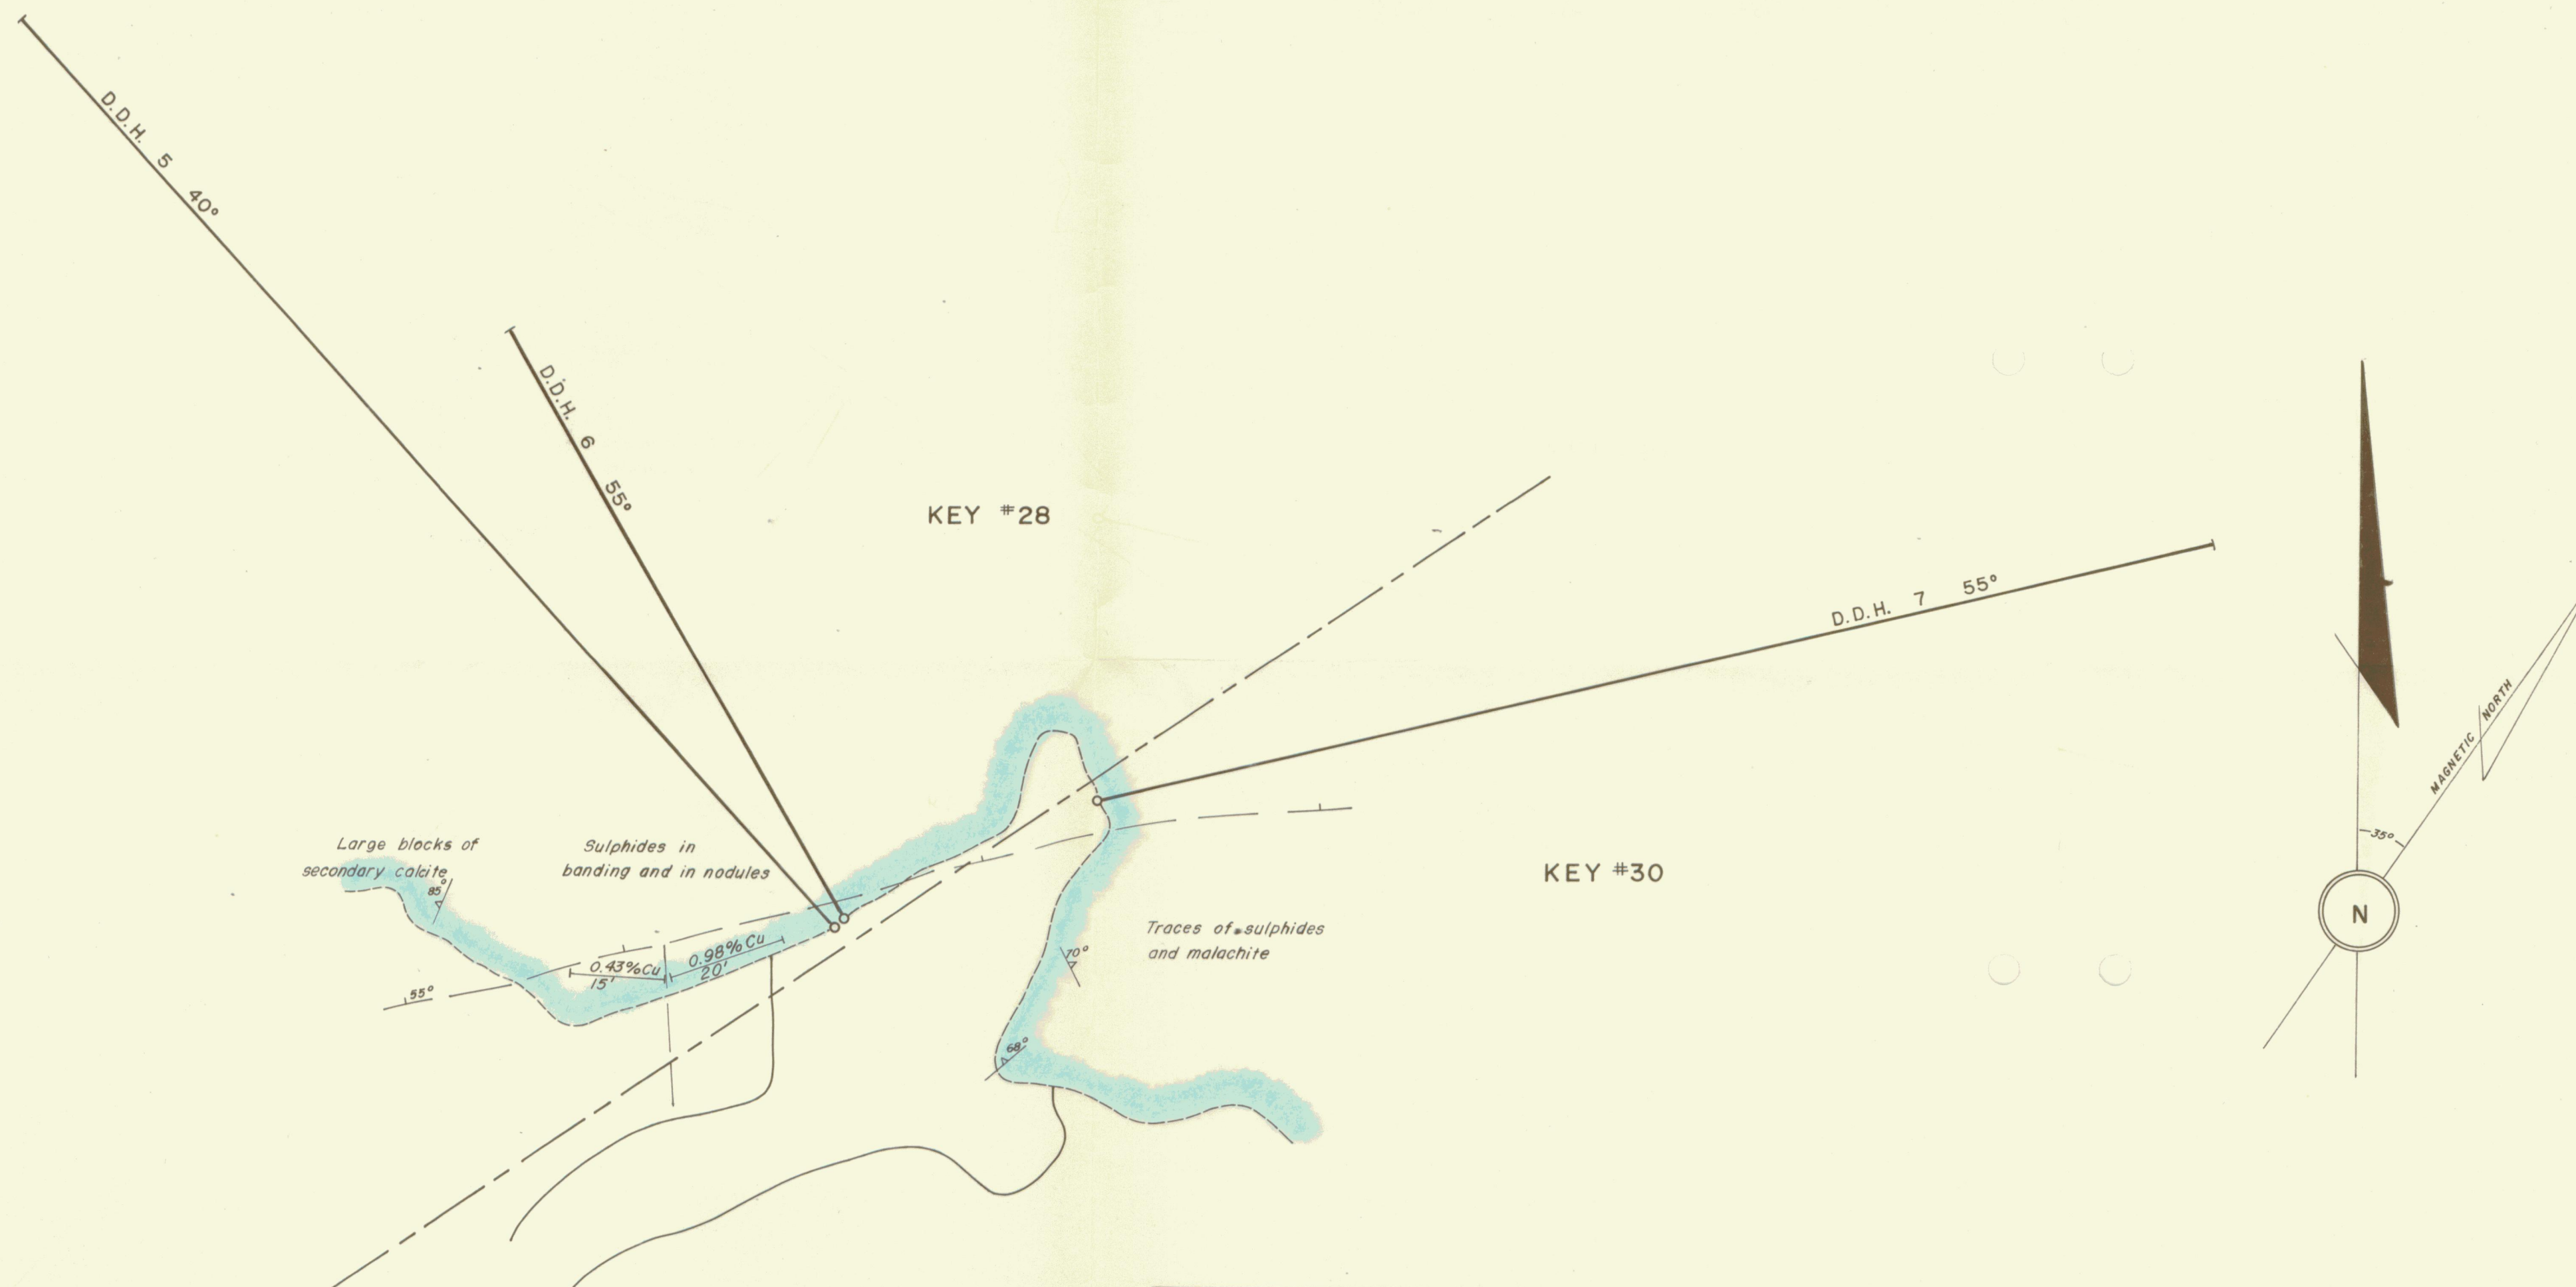 D.D.H. 5 40°
D.D.H. 6 55°
KEY #28
D.D.H. 7 55°
MAGNETIC NORTH
35°
N
Large blocks of
secondary calcite
85°
Sulphides in
banding and in nodules
KEY #30
0.98% Cu
20'
0.43% Cu
15'
55°
Traces of sulphides
and malachite
70°
68°